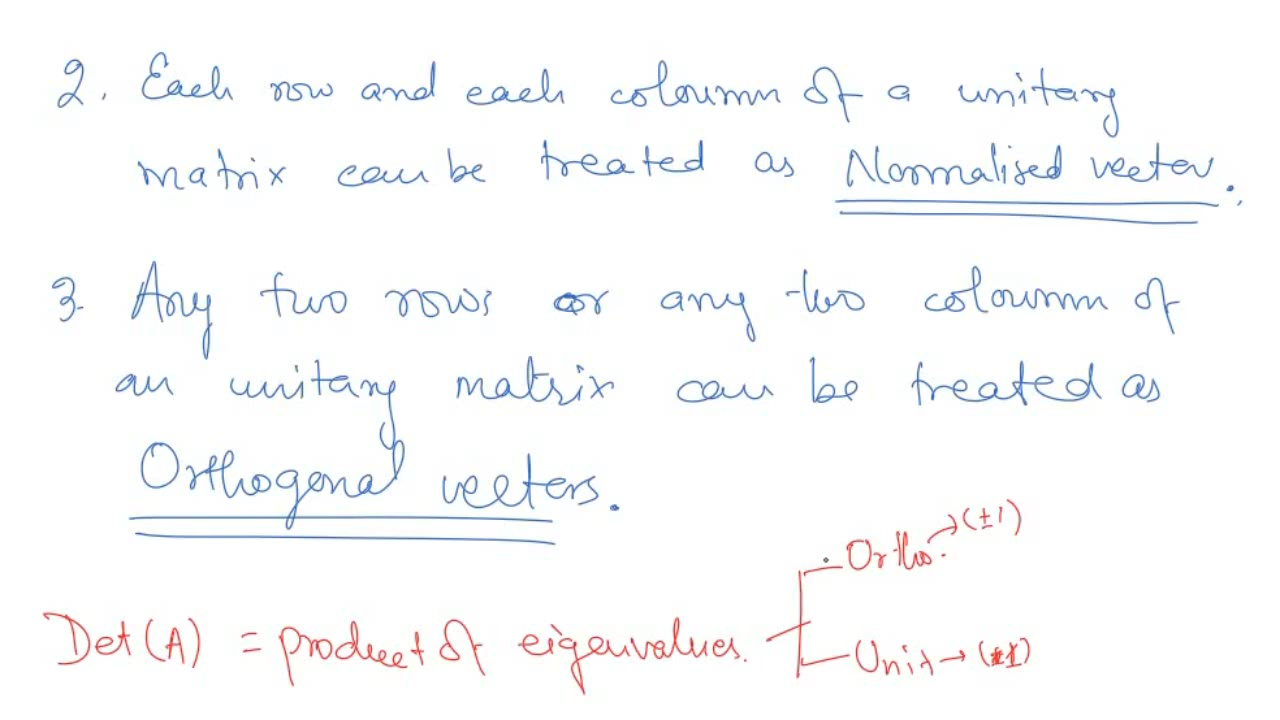 2. Each row and each coloumn of a unitary
matrix can be treated as Normalised vector.
3. Any two rows or any two coloumn of
an unitary matrix can be treated as
Orthogonal vectors.
Ortho. → (±1)
Det(A) = product of eigenvalues.
Unit →